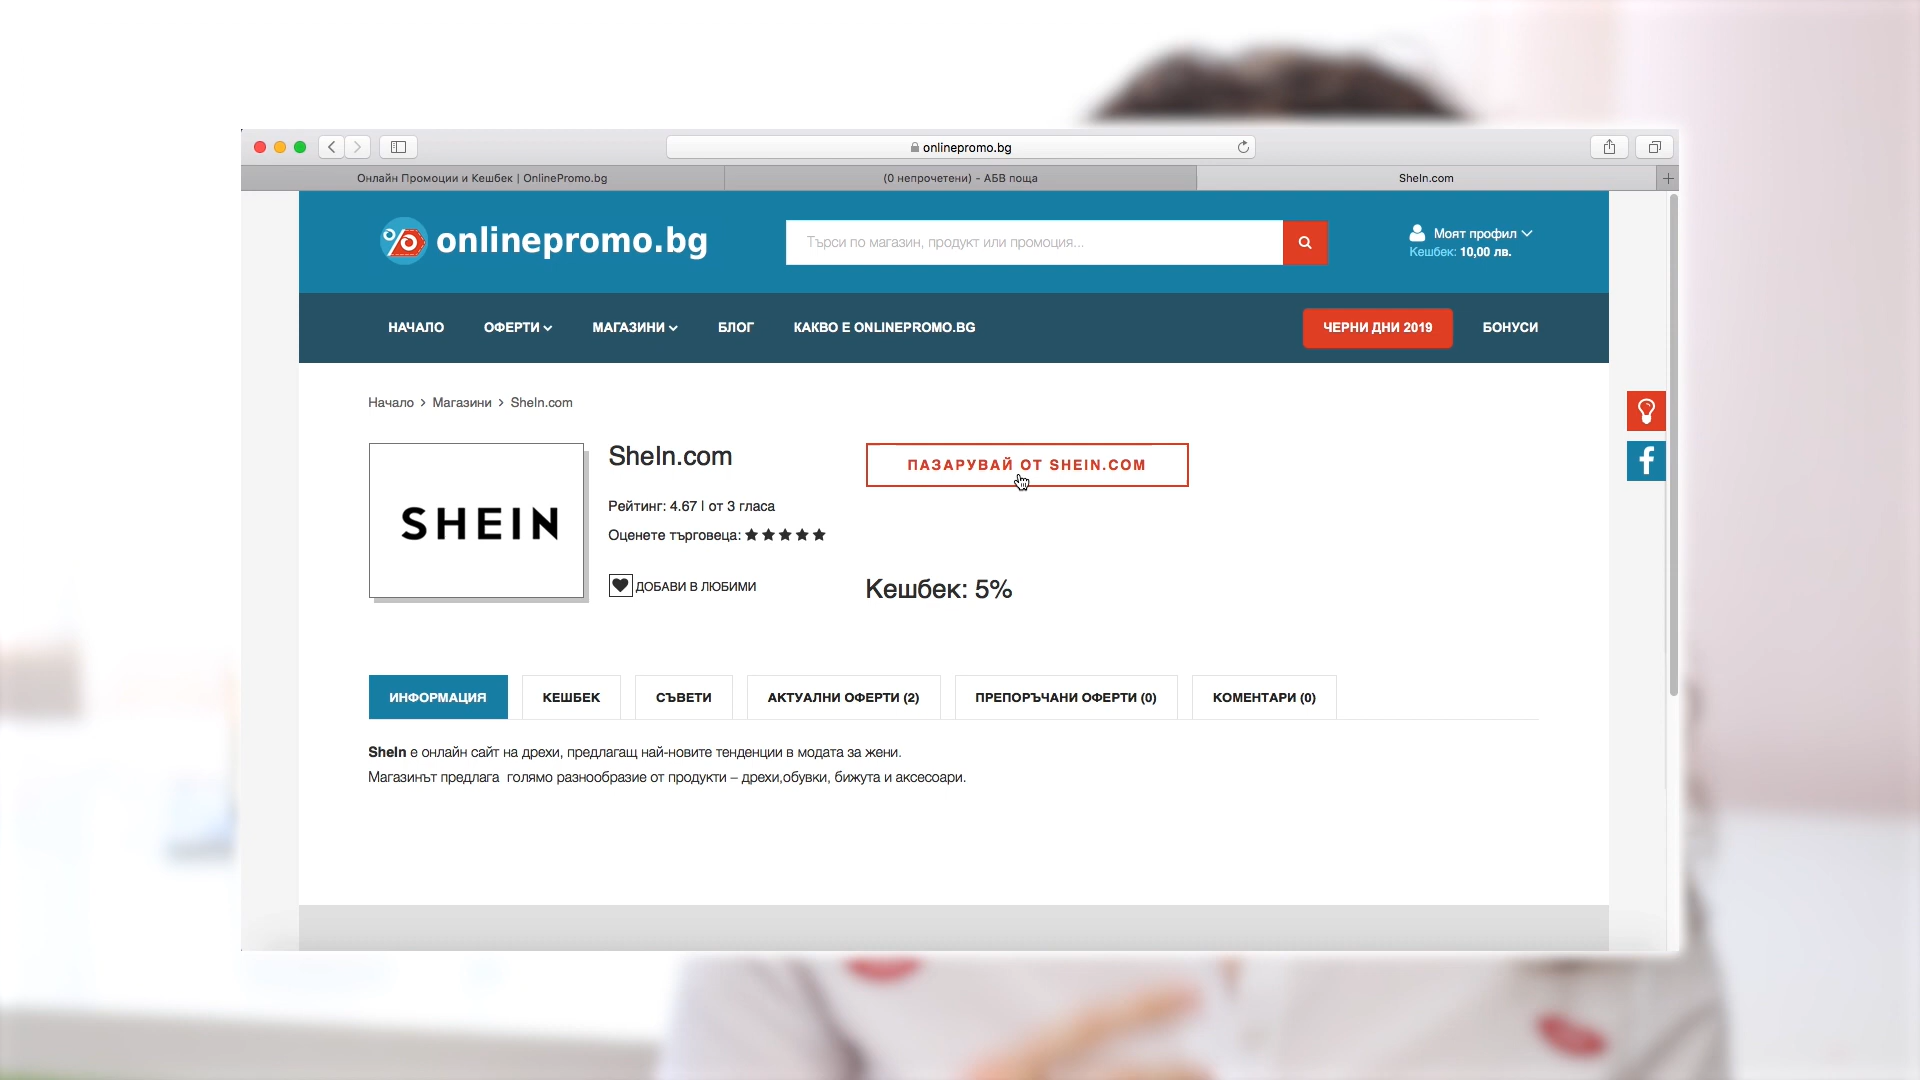 onlinepromo.bg
Онлайн Промоции и Кешбек | OnlinePromo.bg
(0 непрочетени) - АБВ поща
SheIn.com
onlinepromo.bg
Търси по магазин, продукт или промоция...
Моят профил
Кешбек: 10,00 лв.
НАЧАЛО
ОФЕРТИ
МАГАЗИНИ
БЛОГ
КАКВО Е ONLINEPROMO.BG
ЧЕРНИ ДНИ 2019
БОНУСИ
Начало > Магазини > SheIn.com
SHEIN
SheIn.com
Рейтинг: 4.67 | от 3 гласа
Оценете търговеца:
ДОБАВИ В ЛЮБИМИ
ПАЗАРУВАЙ ОТ SHEIN.COM
Кешбек: 5%
ИНФОРМАЦИЯ
КЕШБЕК
СЪВЕТИ
АКТУАЛНИ ОФЕРТИ (2)
ПРЕПОРЪЧАНИ ОФЕРТИ (0)
КОМЕНТАРИ (0)
SheIn е онлайн сайт на дрехи, предлагащ най-новите тенденции в модата за жени.
Магазинът предлага голямо разнообразие от продукти – дрехи,обувки, бижута и аксесоари.